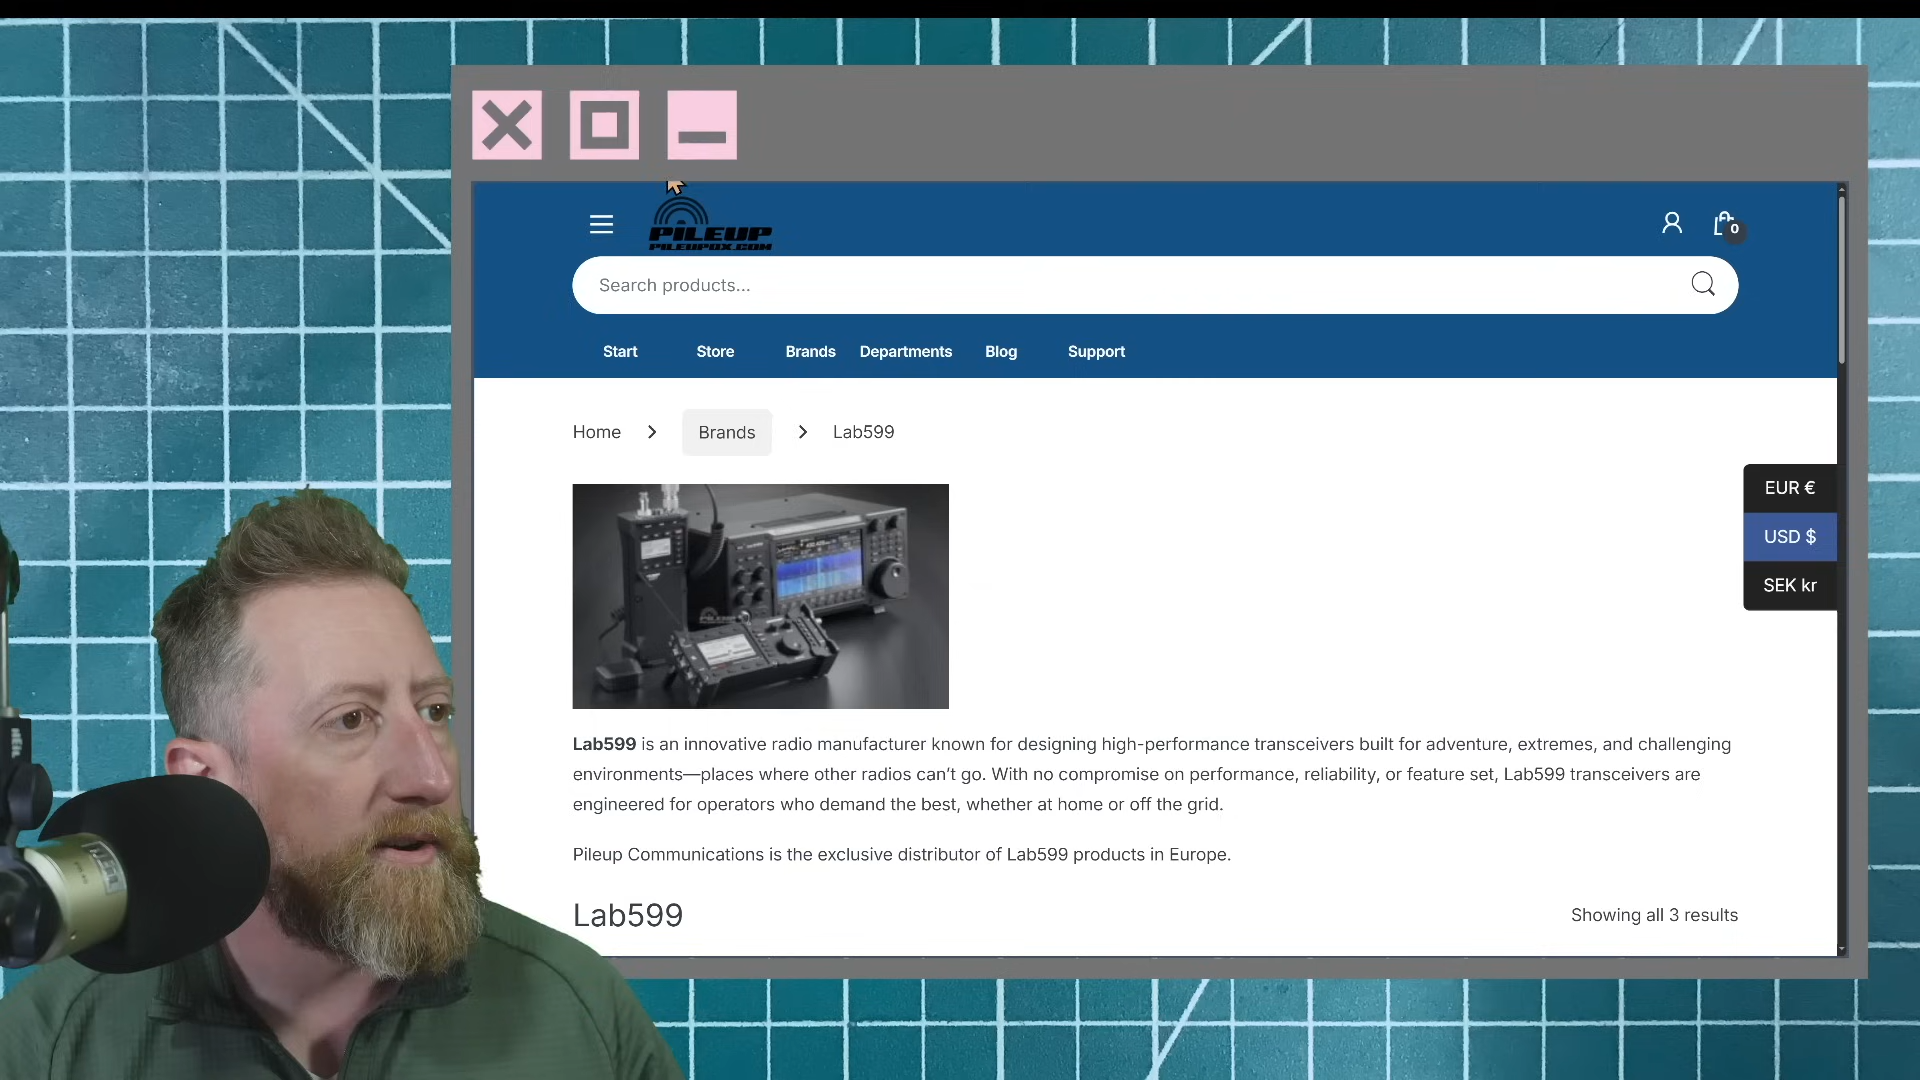 PILEUP
PILEUPDX.COM
0
Search products...
Start
Store
Brands
Departments
Blog
Support
Home
Brands
Lab599
EUR €
USD $
SEK kr
Lab599 is an innovative radio manufacturer known for designing high-performance transceivers built for adventure, extremes, and challenging
environments—places where other radios can't go. With no compromise on performance, reliability, or feature set, Lab599 transceivers are
engineered for operators who demand the best, whether at home or off the grid.
Pileup Communications is the exclusive distributor of Lab599 products in Europe.
Lab599
Showing all 3 results